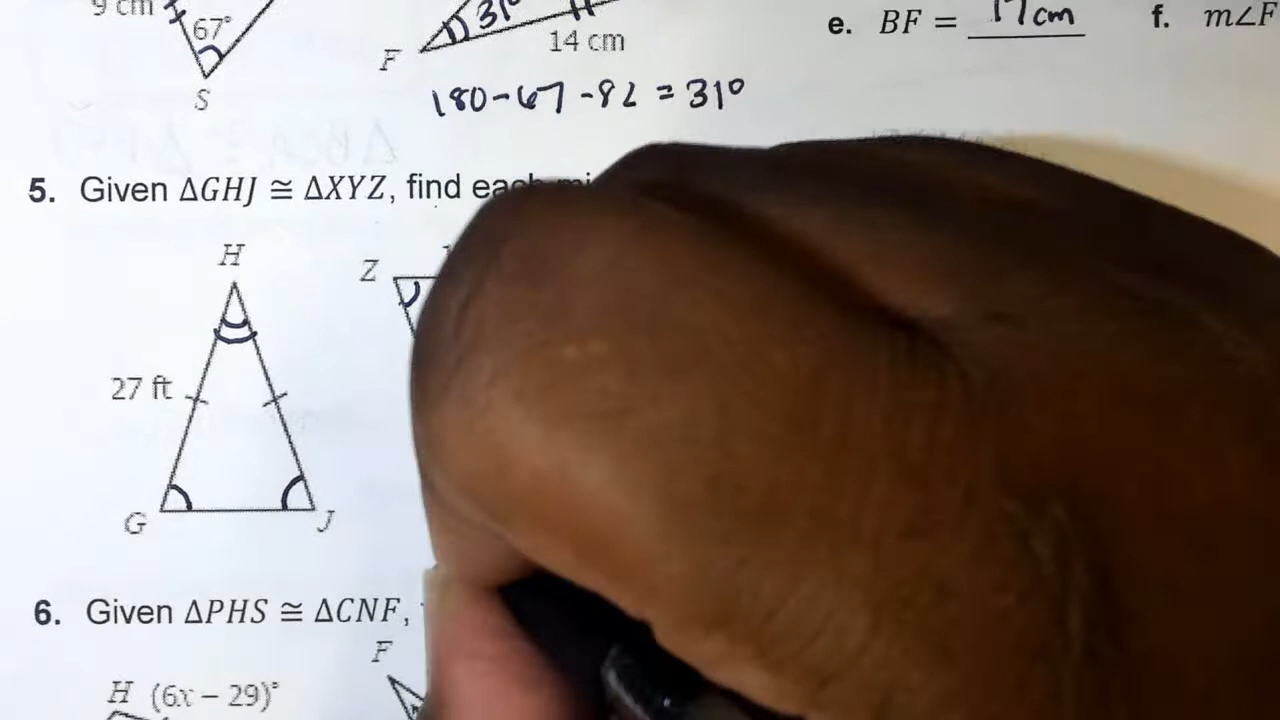 9 cm
67°
S
31°
14 cm
F
e. BF = 17cm f. m∠F
180-67-82 = 31°
5. Given ΔGHJ ≅ ΔXYZ, find each
H
Z
27 ft
G
J
6. Given ΔPHS ≅ ΔCNF,
F
H (6x – 29)°